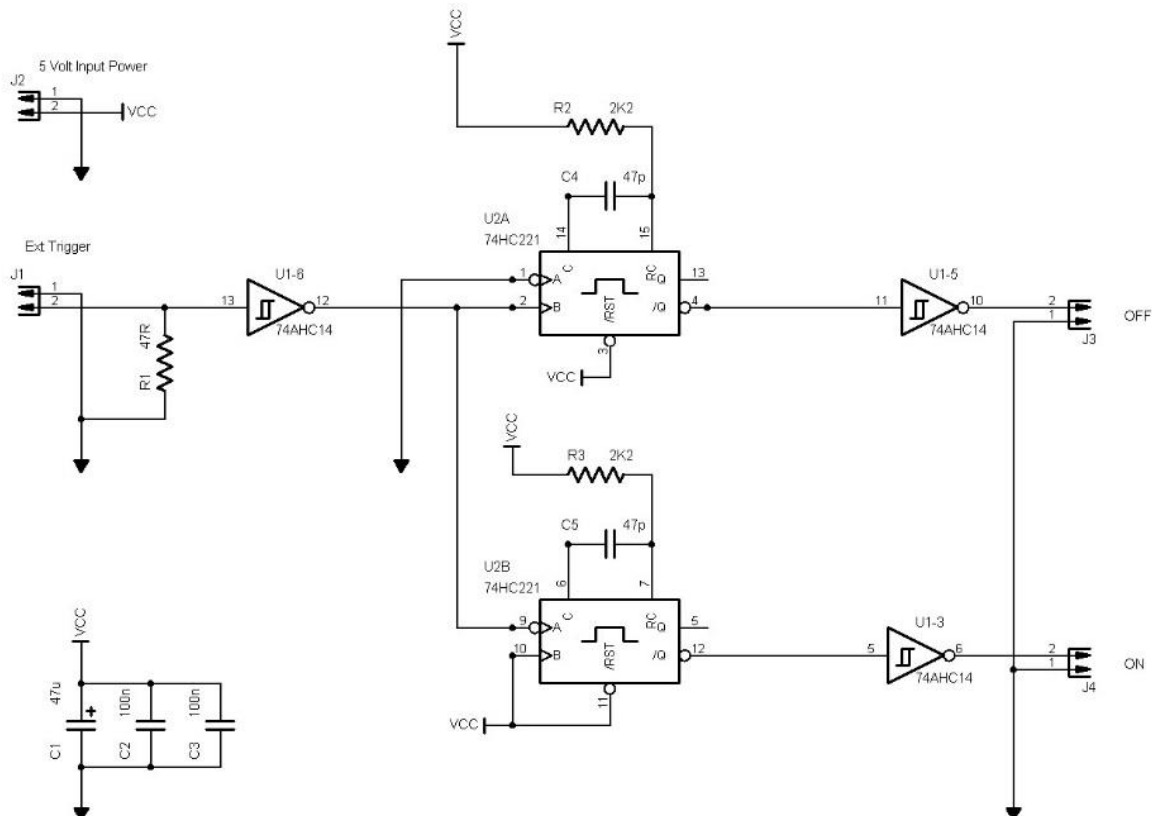 5 Volt Input Power
J2
1
2
VCC
VCC
R2 2K2
C4 47p
U2A
74HC221
14
15
C
RC
1
A
2
B
Q
13
/Q
4
/RST
3
VCC
Ext Trigger
J1
1
2
47R
R1
U1-6
13
12
74AHC14
U1-5
11
10
74AHC14
2
1
J3
OFF
VCC
R3 2K2
C5 47p
U2B
74HC221
6
7
C
RC
9
A
10
B
Q
5
/Q
12
/RST
11
VCC
U1-3
5
6
74AHC14
2
1
J4
ON
VCC
47u
+
C1
100n
C2
100n
C3